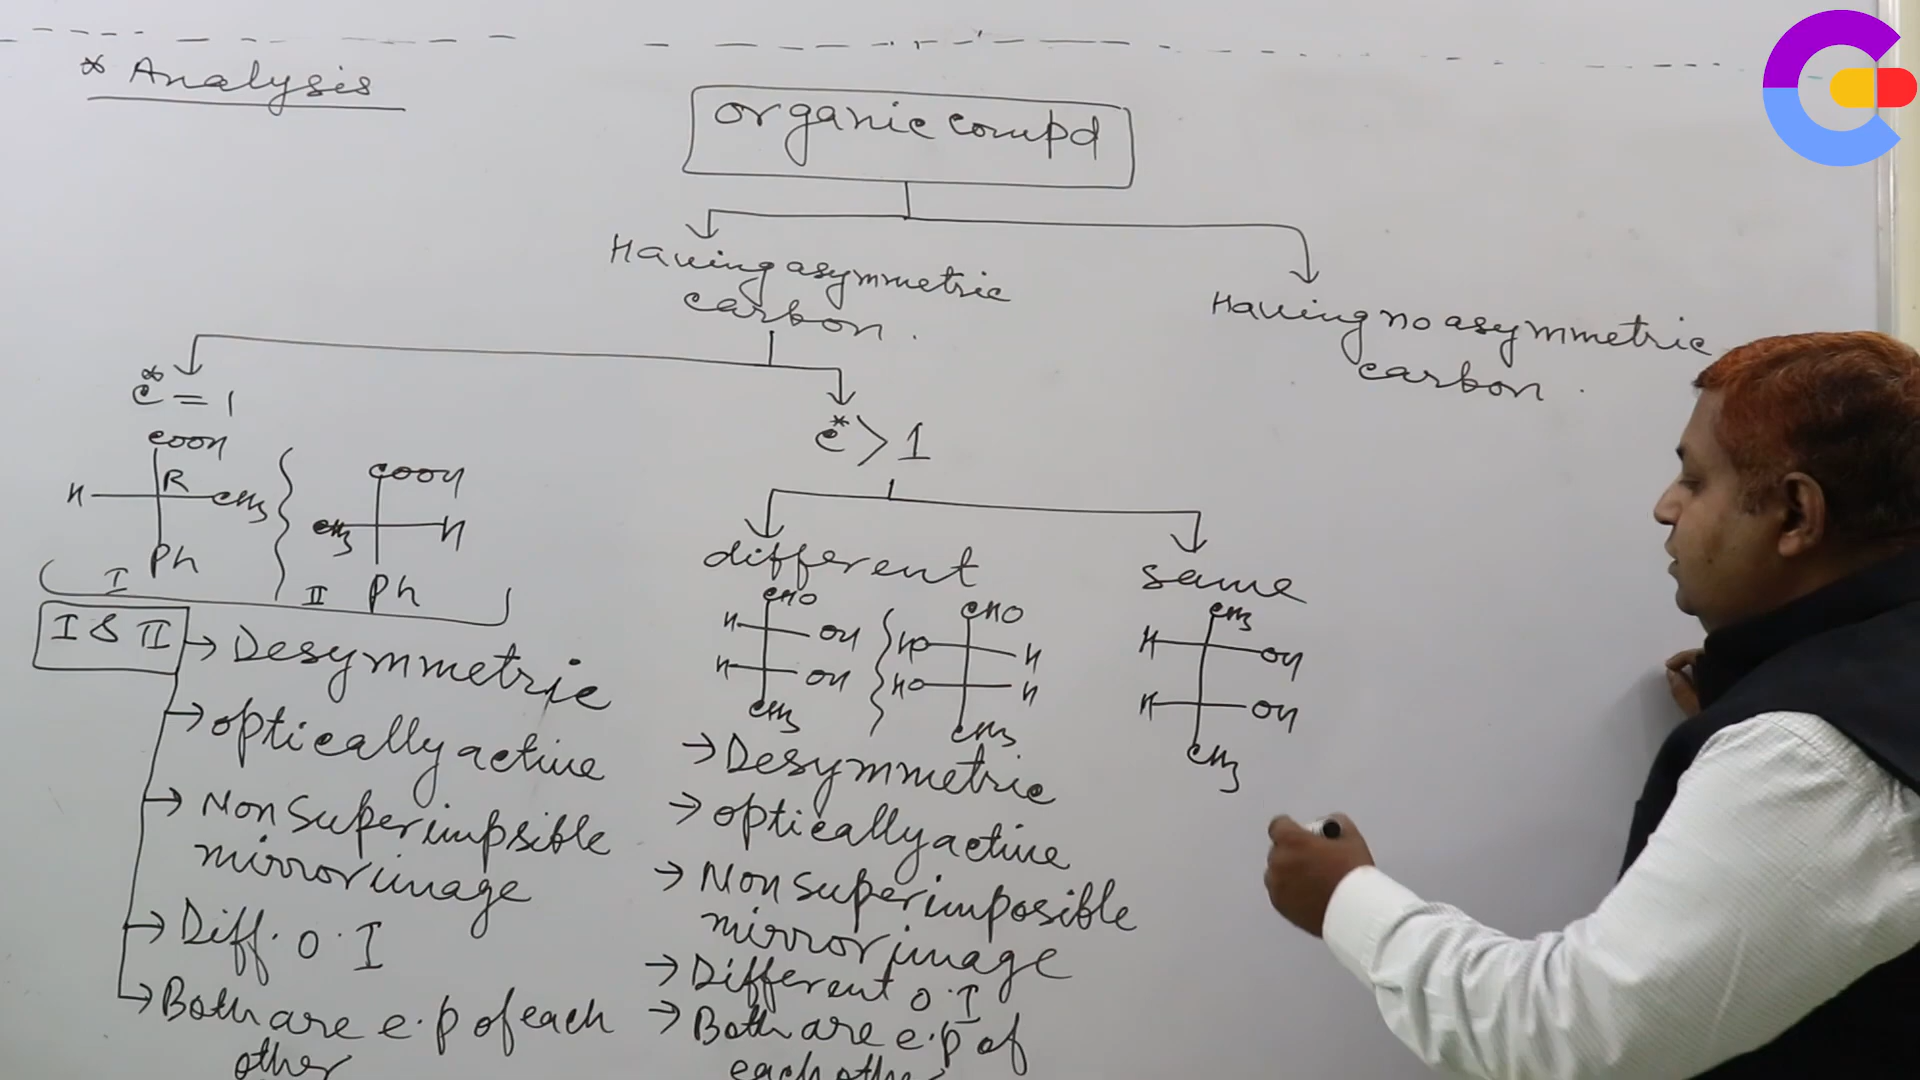 * Analysis
organic compd
Having asymmetric
carbon.
Having no asymmetric
carbon.
C* = 1
C* > 1
COOH
H R CH3
Ph
I
COOH
CH3 H
Ph
II
different
CHO
H OH
H OH
CH3
CHO
HO H
HO H
CH3
same
CH3
H OH
H OH
CH3
I & II
→ Desymmetric
→ optically active
→ Non superimpsible
mirror image
→ Diff. O.I
→ Both are e.p of each
other
→ Desymmetric
→ optically active
→ Non superimposible
mirror image
→ Different O.I
→ Both are e.p of
each other